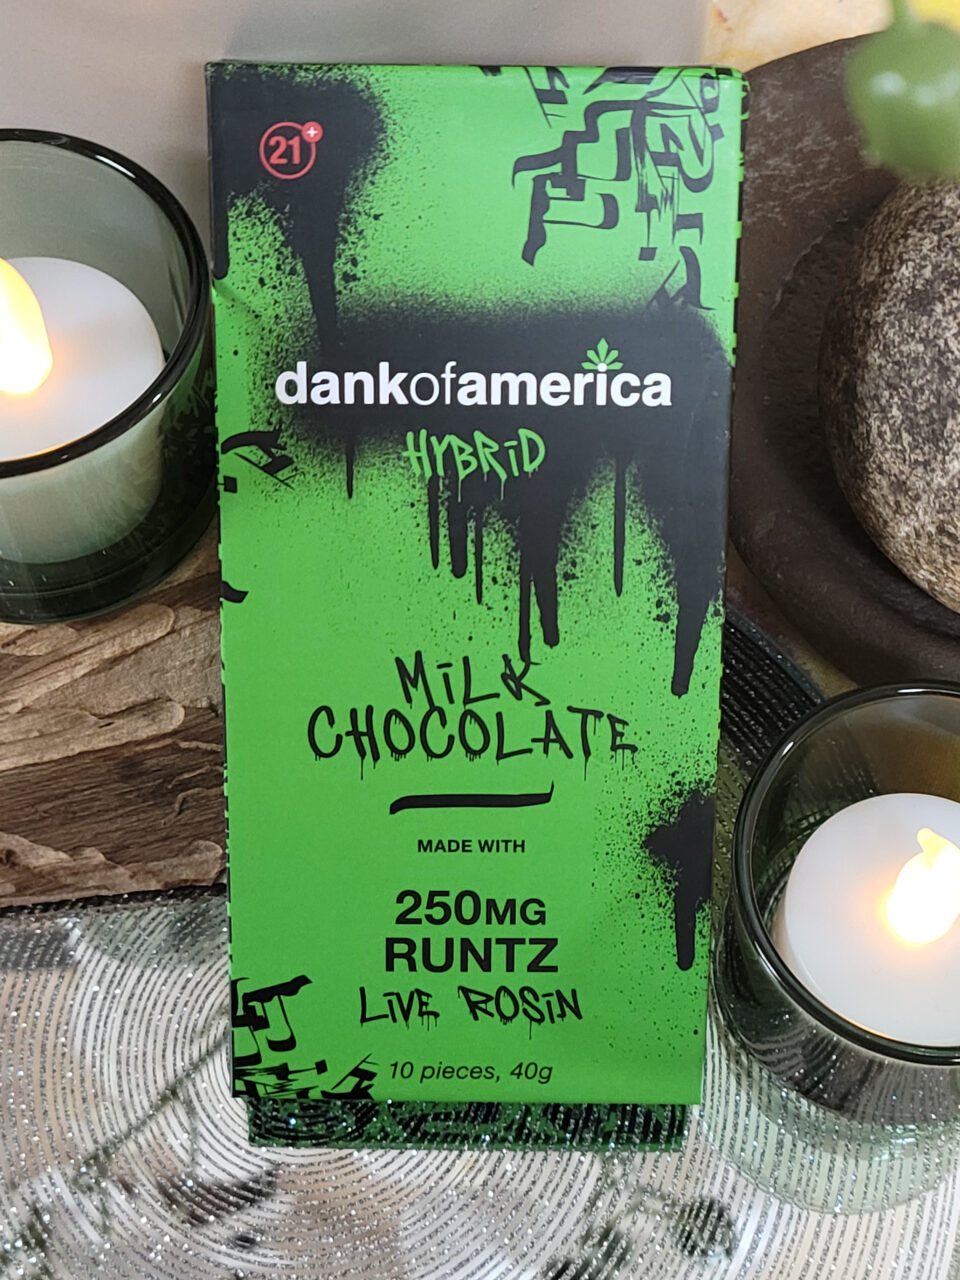 21+
dankofamerica
HYBRiD
MiLK
CHOCOLATE
MADE WITH
250MG
RUNTZ
LiVE ROSiN
10 pieces, 40g